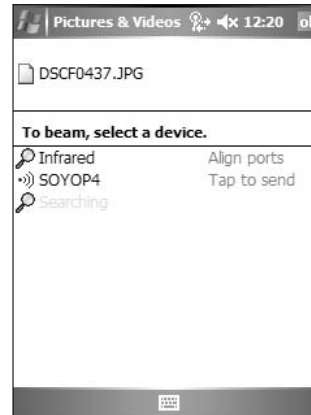 Pictures & Videos 12:20 ok
DSCF0437.JPG
To beam, select a device.
Infrared Align ports
SOYOP4 Tap to send
Searching